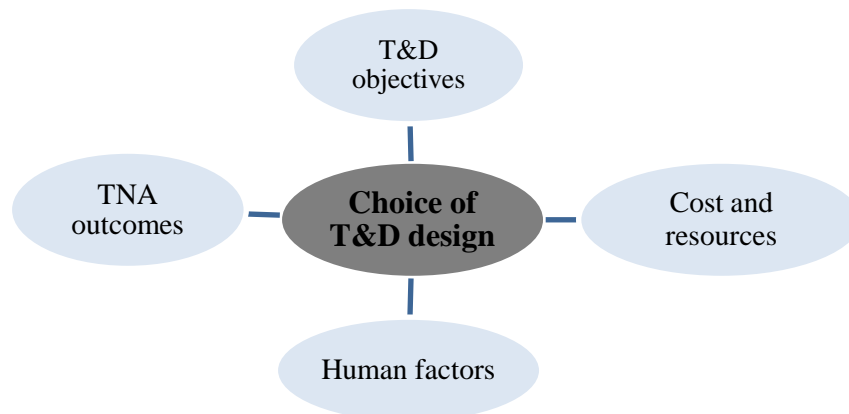 T&D
objectives
TNA
outcomes
Choice of
T&D design
Cost and
resources
Human factors